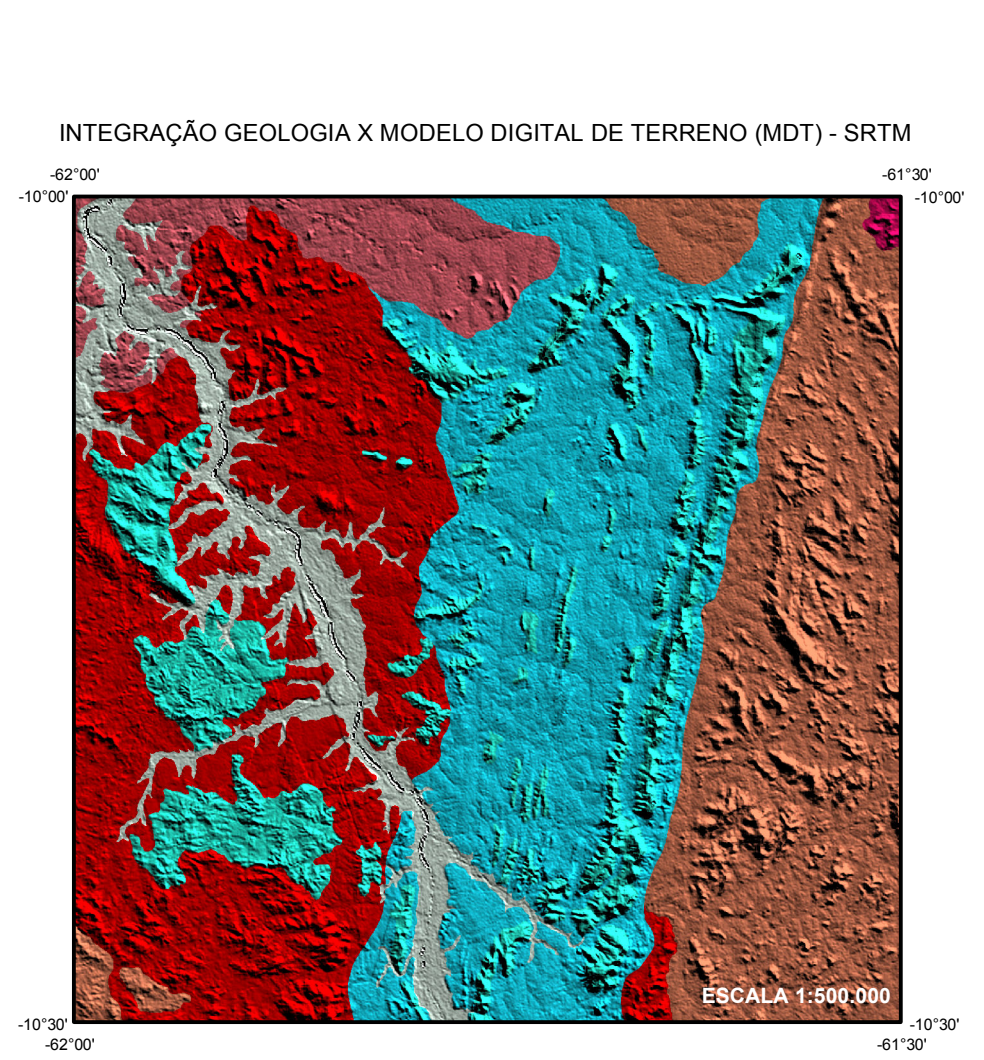 INTEGRAÇÃO GEOLOGIA X MODELO DIGITAL DE TERRENO (MDT) - SRTM
-62°00' -61°30'
-10°00' -10°00'
ESCALA 1:500.000
-10°30' -10°30'
-62°00' -61°30'